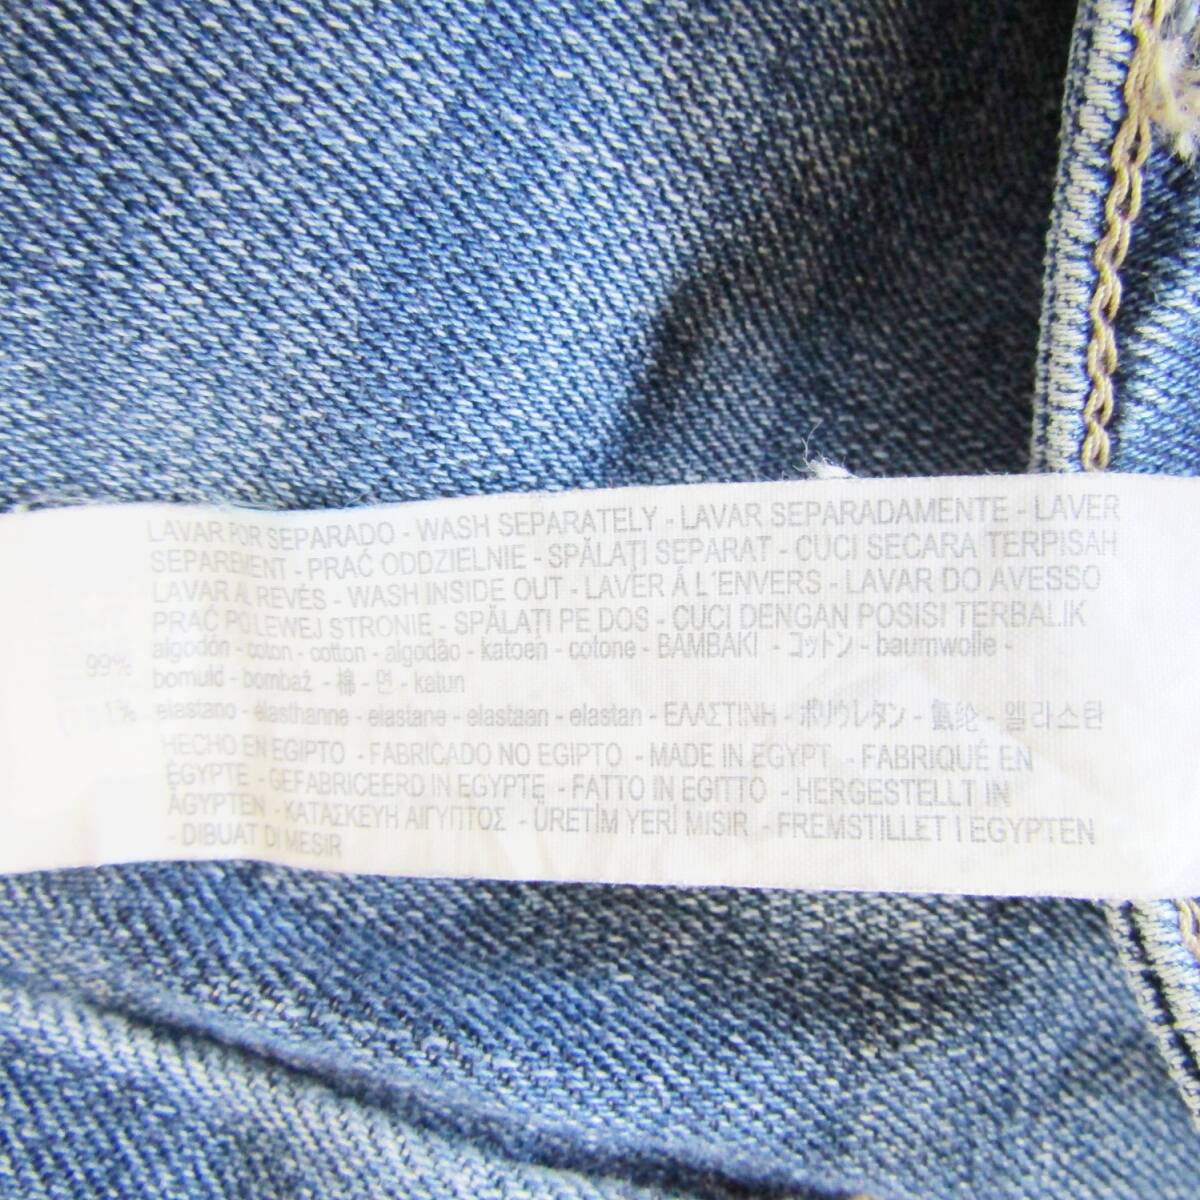 LAVAR POR SEPARADO - WASH SEPARATELY - LAVAR SEPARADAMENTE - LAVER
SEPAREMENT - PRAĆ ODDZIELNIE - SPĂLAȚI SEPARAT - CUCI SECARA TERPISAH
LAVAR AL REVÉS - WASH INSIDE OUT - LAVER À L'ENVERS - LAVAR DO AVESSO
PRAĆ PO LEWEJ STRONIE - SPĂLAȚI PE DOS - CUCI DENGAN POSISI TERBALIK
algodón - coton - cotton - algodão - katoen - cotone - BAMBAKI - コットン - baumwolle -
99% bomuld - bombaž - 棉 - 면 - katun
1% elastano - élasthanne - elastane - elastaan - elastan - ΕΛΑΣΤΙΝΗ - ポリウレタン - 氨纶 - 엘라스탄
HECHO EN EGIPTO - FABRICADO NO EGIPTO - MADE IN EGYPT - FABRIQUÉ EN
ÉGYPTE - GEFABRICEERD IN EGYPTE - FATTO IN EGITTO - HERGESTELLT IN
ÄGYPTEN - ΚΑΤΑΣΚΕΥΗ ΑΙΓΥΠΤΟΣ - ÜRETİM YERİ MISIR - FREMSTILLET I EGYPTEN
- DIBUAT DI MESIR